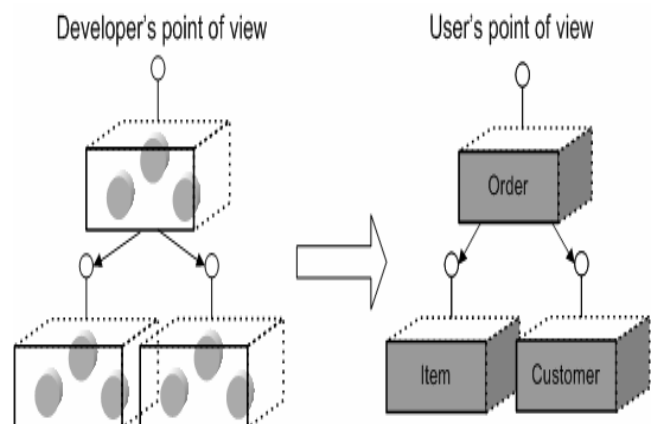 Developer's point of view
User's point of view
Order
Item
Customer